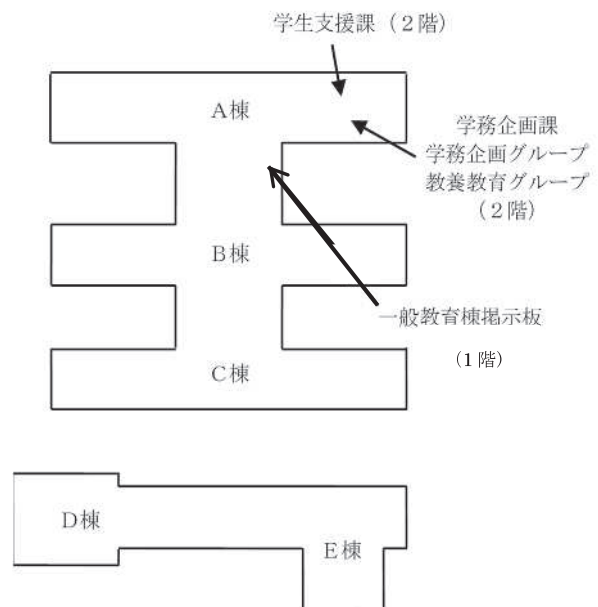 学生支援課（２階）
A棟
学務企画課
学務企画グループ
教養教育グループ
（２階）
B棟
一般教育棟掲示板
（１階）
C棟
D棟
E棟